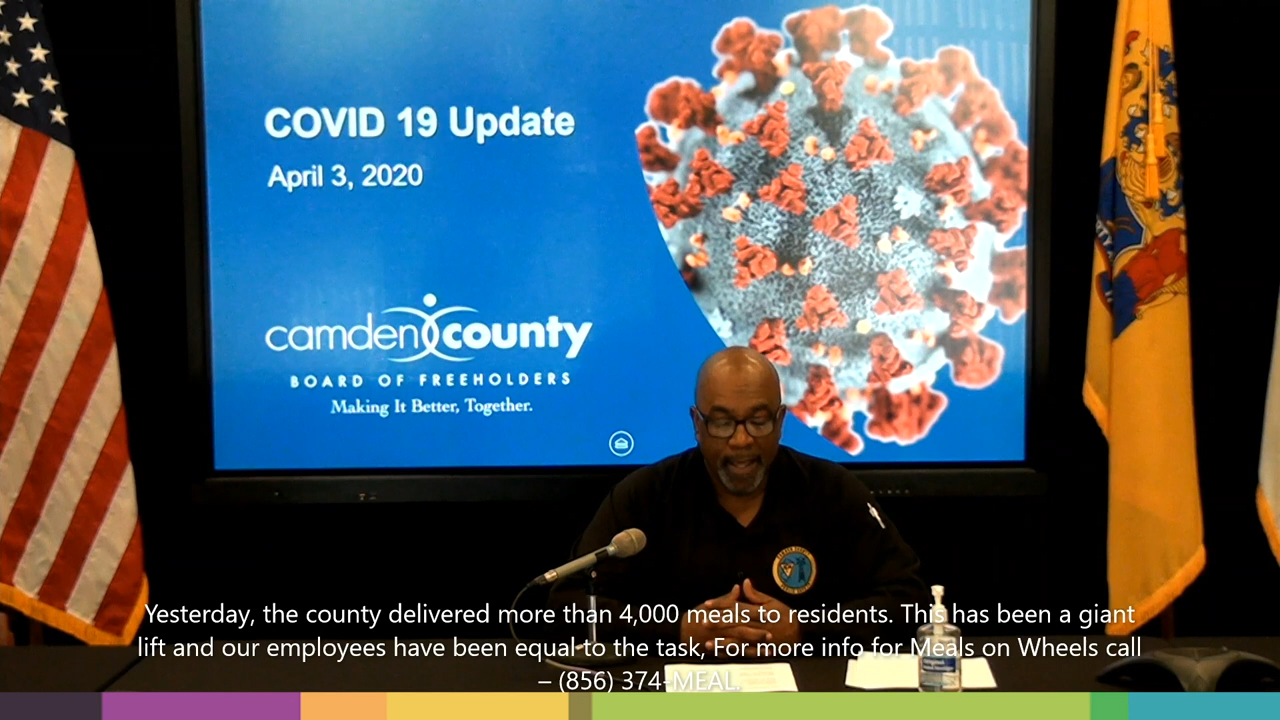 COVID 19 Update
April 3, 2020
camden county
BOARD OF FREEHOLDERS
Making It Better, Together.
Yesterday, the county delivered more than 4,000 meals to residents. This has been a giant
lift and our employees have been equal to the task, For more info for Meals on Wheels call
– (856) 374-MEAL.